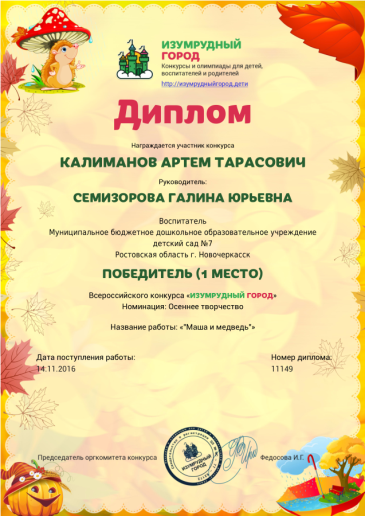 ИЗУМРУДНЫЙ
ГОРОД
Конкурсы и олимпиады для детей,
воспитателей и родителей
http://изумрудныйгород.дети
Диплом
Награждается участник конкурса
КАЛИМАНОВ АРТЕМ ТАРАСОВИЧ
Руководитель:
СЕМИЗОРОВА ГАЛИНА ЮРЬЕВНА
Воспитатель
Муниципальное бюджетное дошкольное образовательное учреждение
детский сад №7
Ростовская область г. Новочеркасск
ПОБЕДИТЕЛЬ (1 МЕСТО)
Всероссийского конкурса «ИЗУМРУДНЫЙ ГОРОД»
Номинация: Осеннее творчество
Название работы: «"Маша и медведь"»
Дата поступления работы: Номер диплома:
14.11.2016 11149
Председатель оргкомитета конкурса Федосова И.Г.
ИЗУМРУДНЫЙ
ГОРОД